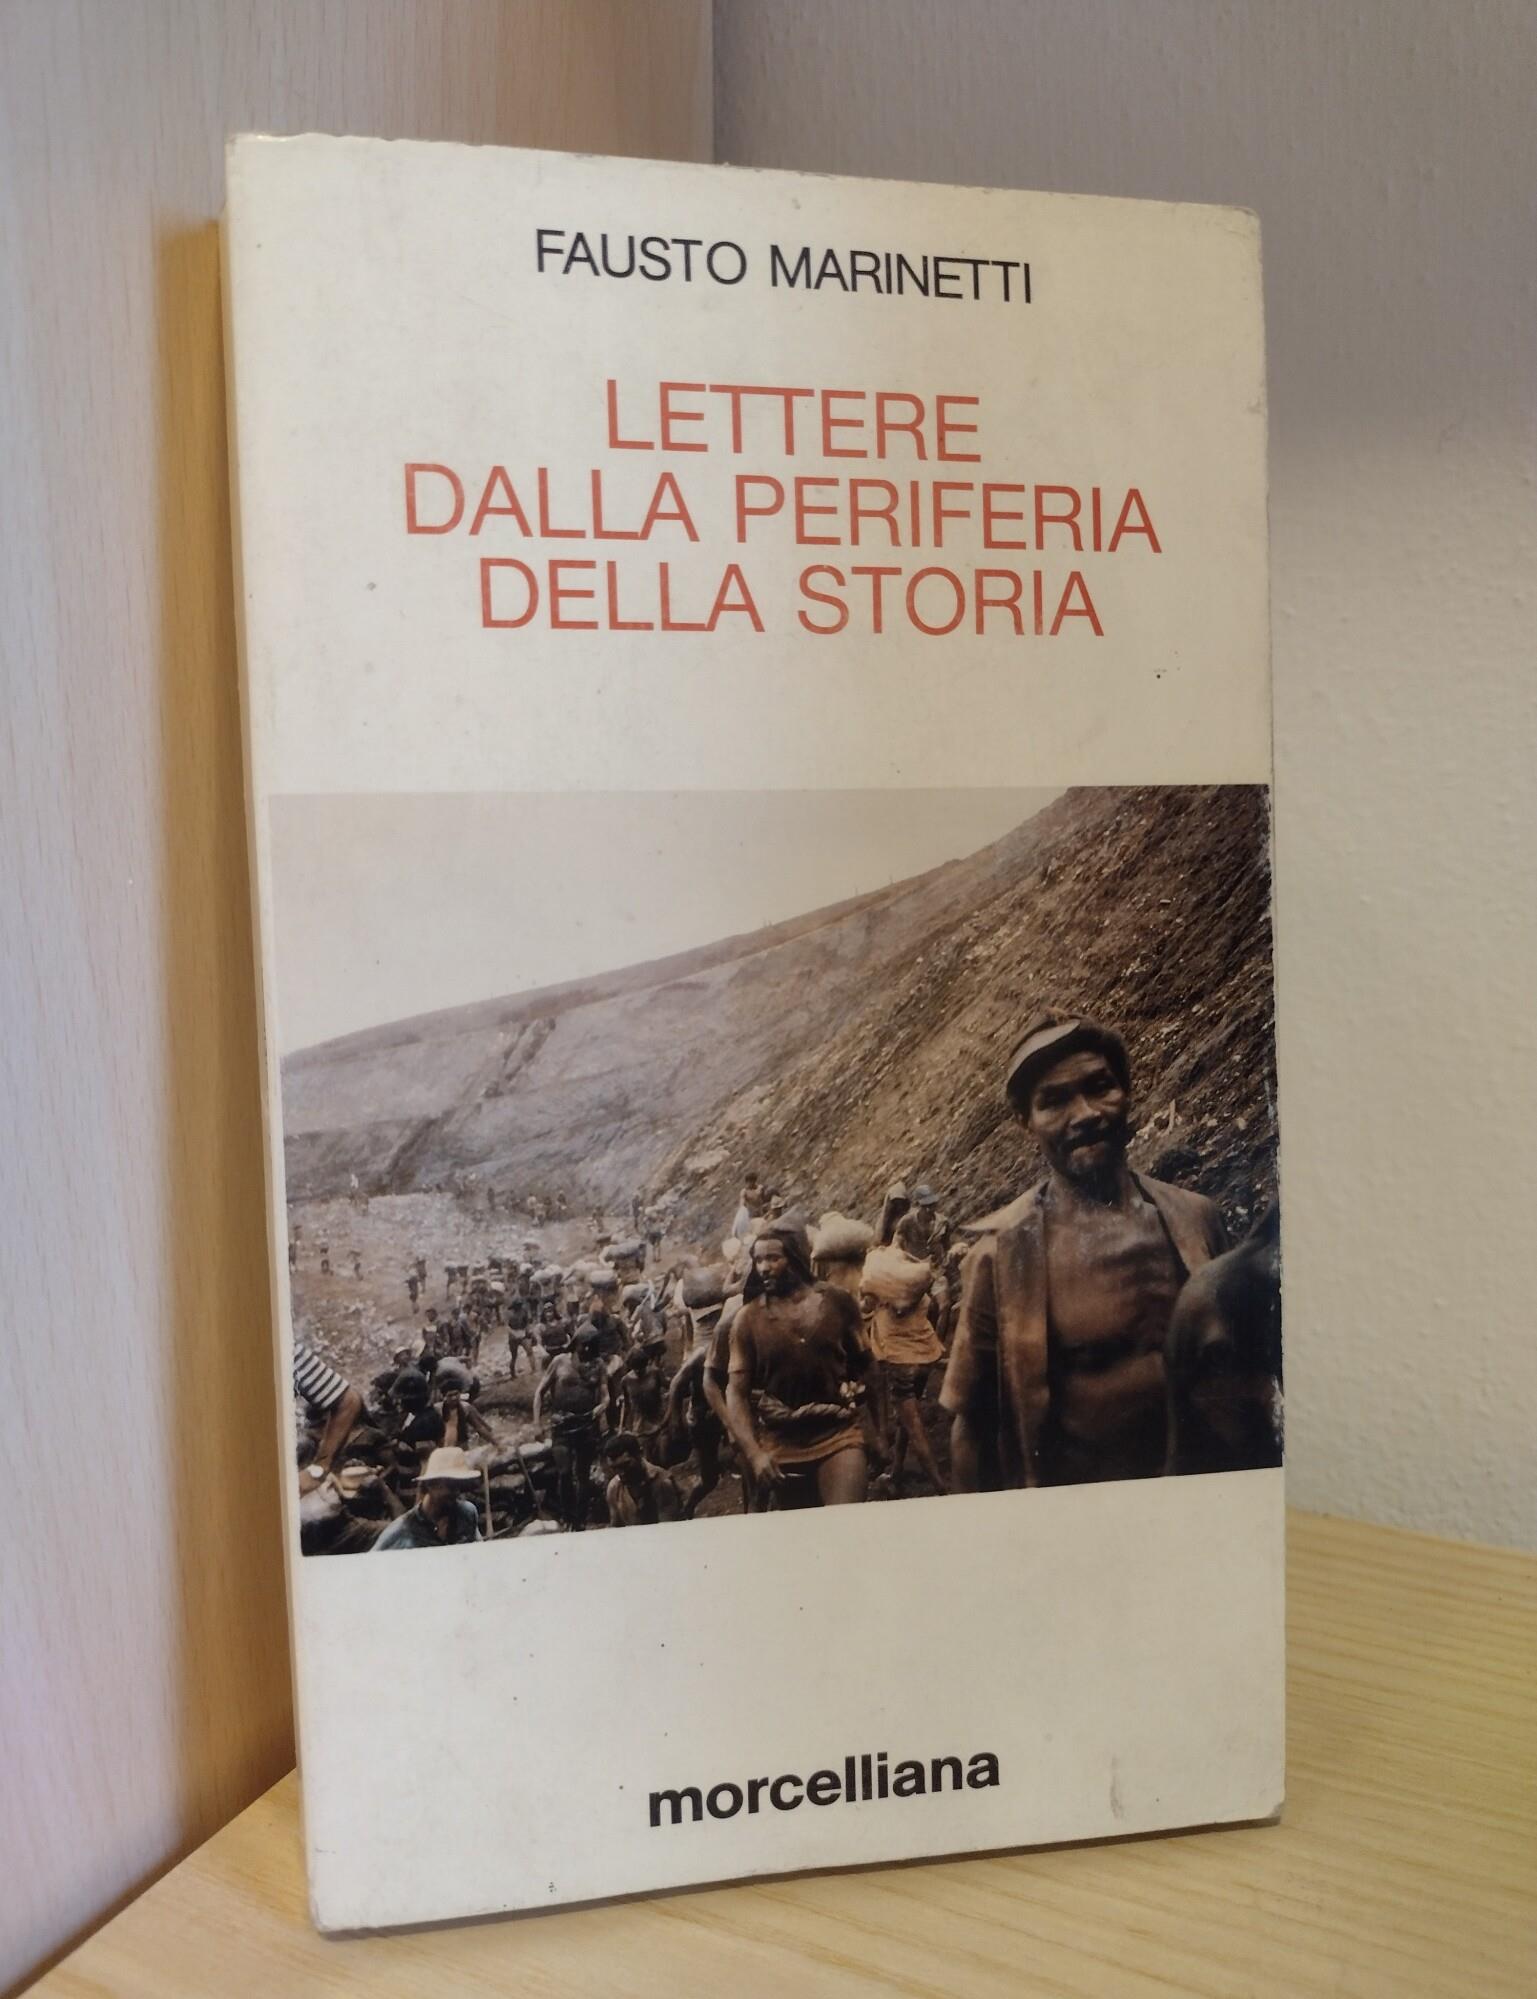 FAUSTO MARINETTI
LETTERE
DALLA PERIFERIA
DELLA STORIA
morcelliana